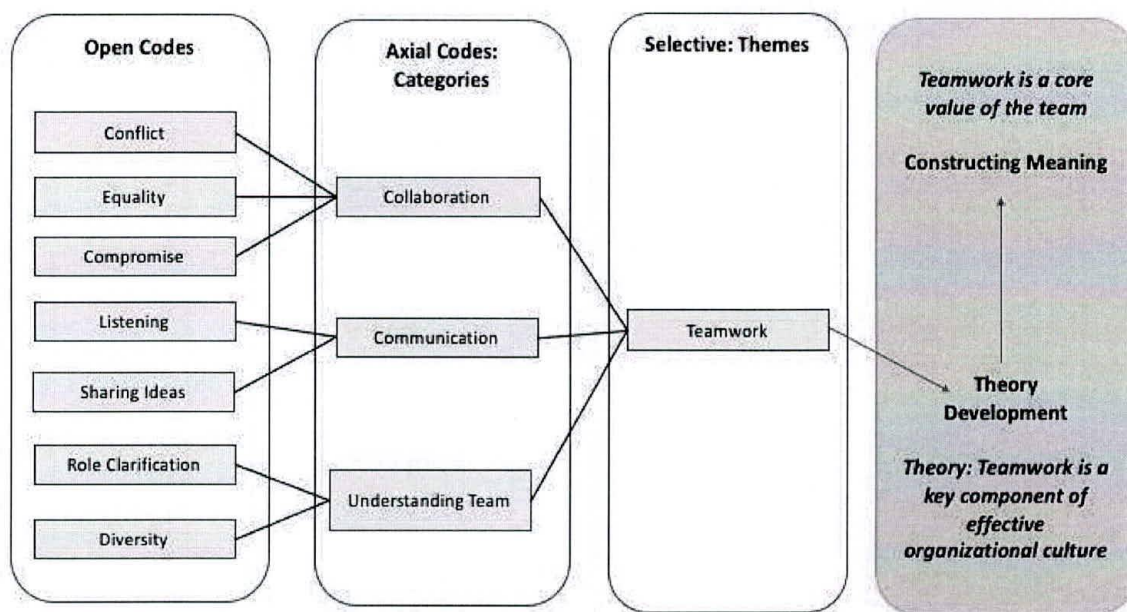 Open Codes
Conflict
Equality
Compromise
Listening
Sharing Ideas
Role Clarification
Diversity
Axial Codes:
Categories
Collaboration
Communication
Understanding Team
Selective: Themes
Teamwork
Teamwork is a core
value of the team
Constructing Meaning
Theory
Development
Theory: Teamwork is a
key component of
effective
organizational culture